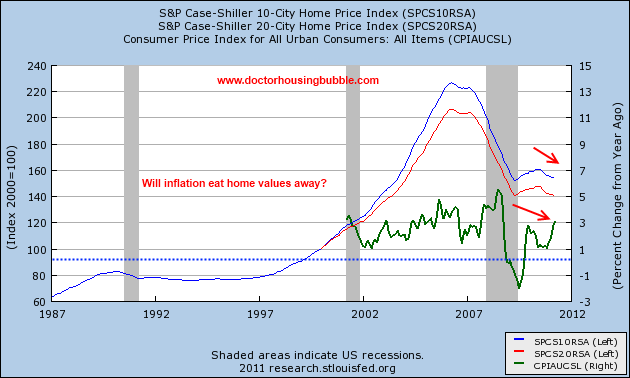 S&P Case-Shiller 10-City Home Price Index (SPCS10RSA)
S&P Case-Shiller 20-City Home Price Index (SPCS20RSA)
Consumer Price Index for All Urban Consumers: All Items (CPIAUCSL)
240
220
200
180
160
140
120
100
80
60
(Index 2000=100)
www.doctorhousingbubble.com
Will inflation eat home values away?
15
13
11
9
7
5
3
1
-1
-3
(Percent Change from Year Ago)
1987
1992
1997
2002
2007
2012
Shaded areas indicate US recessions.
2011 research.stlouisfed.org
SPCS10RSA (Left)
SPCS20RSA (Left)
CPIAUCSL (Right)